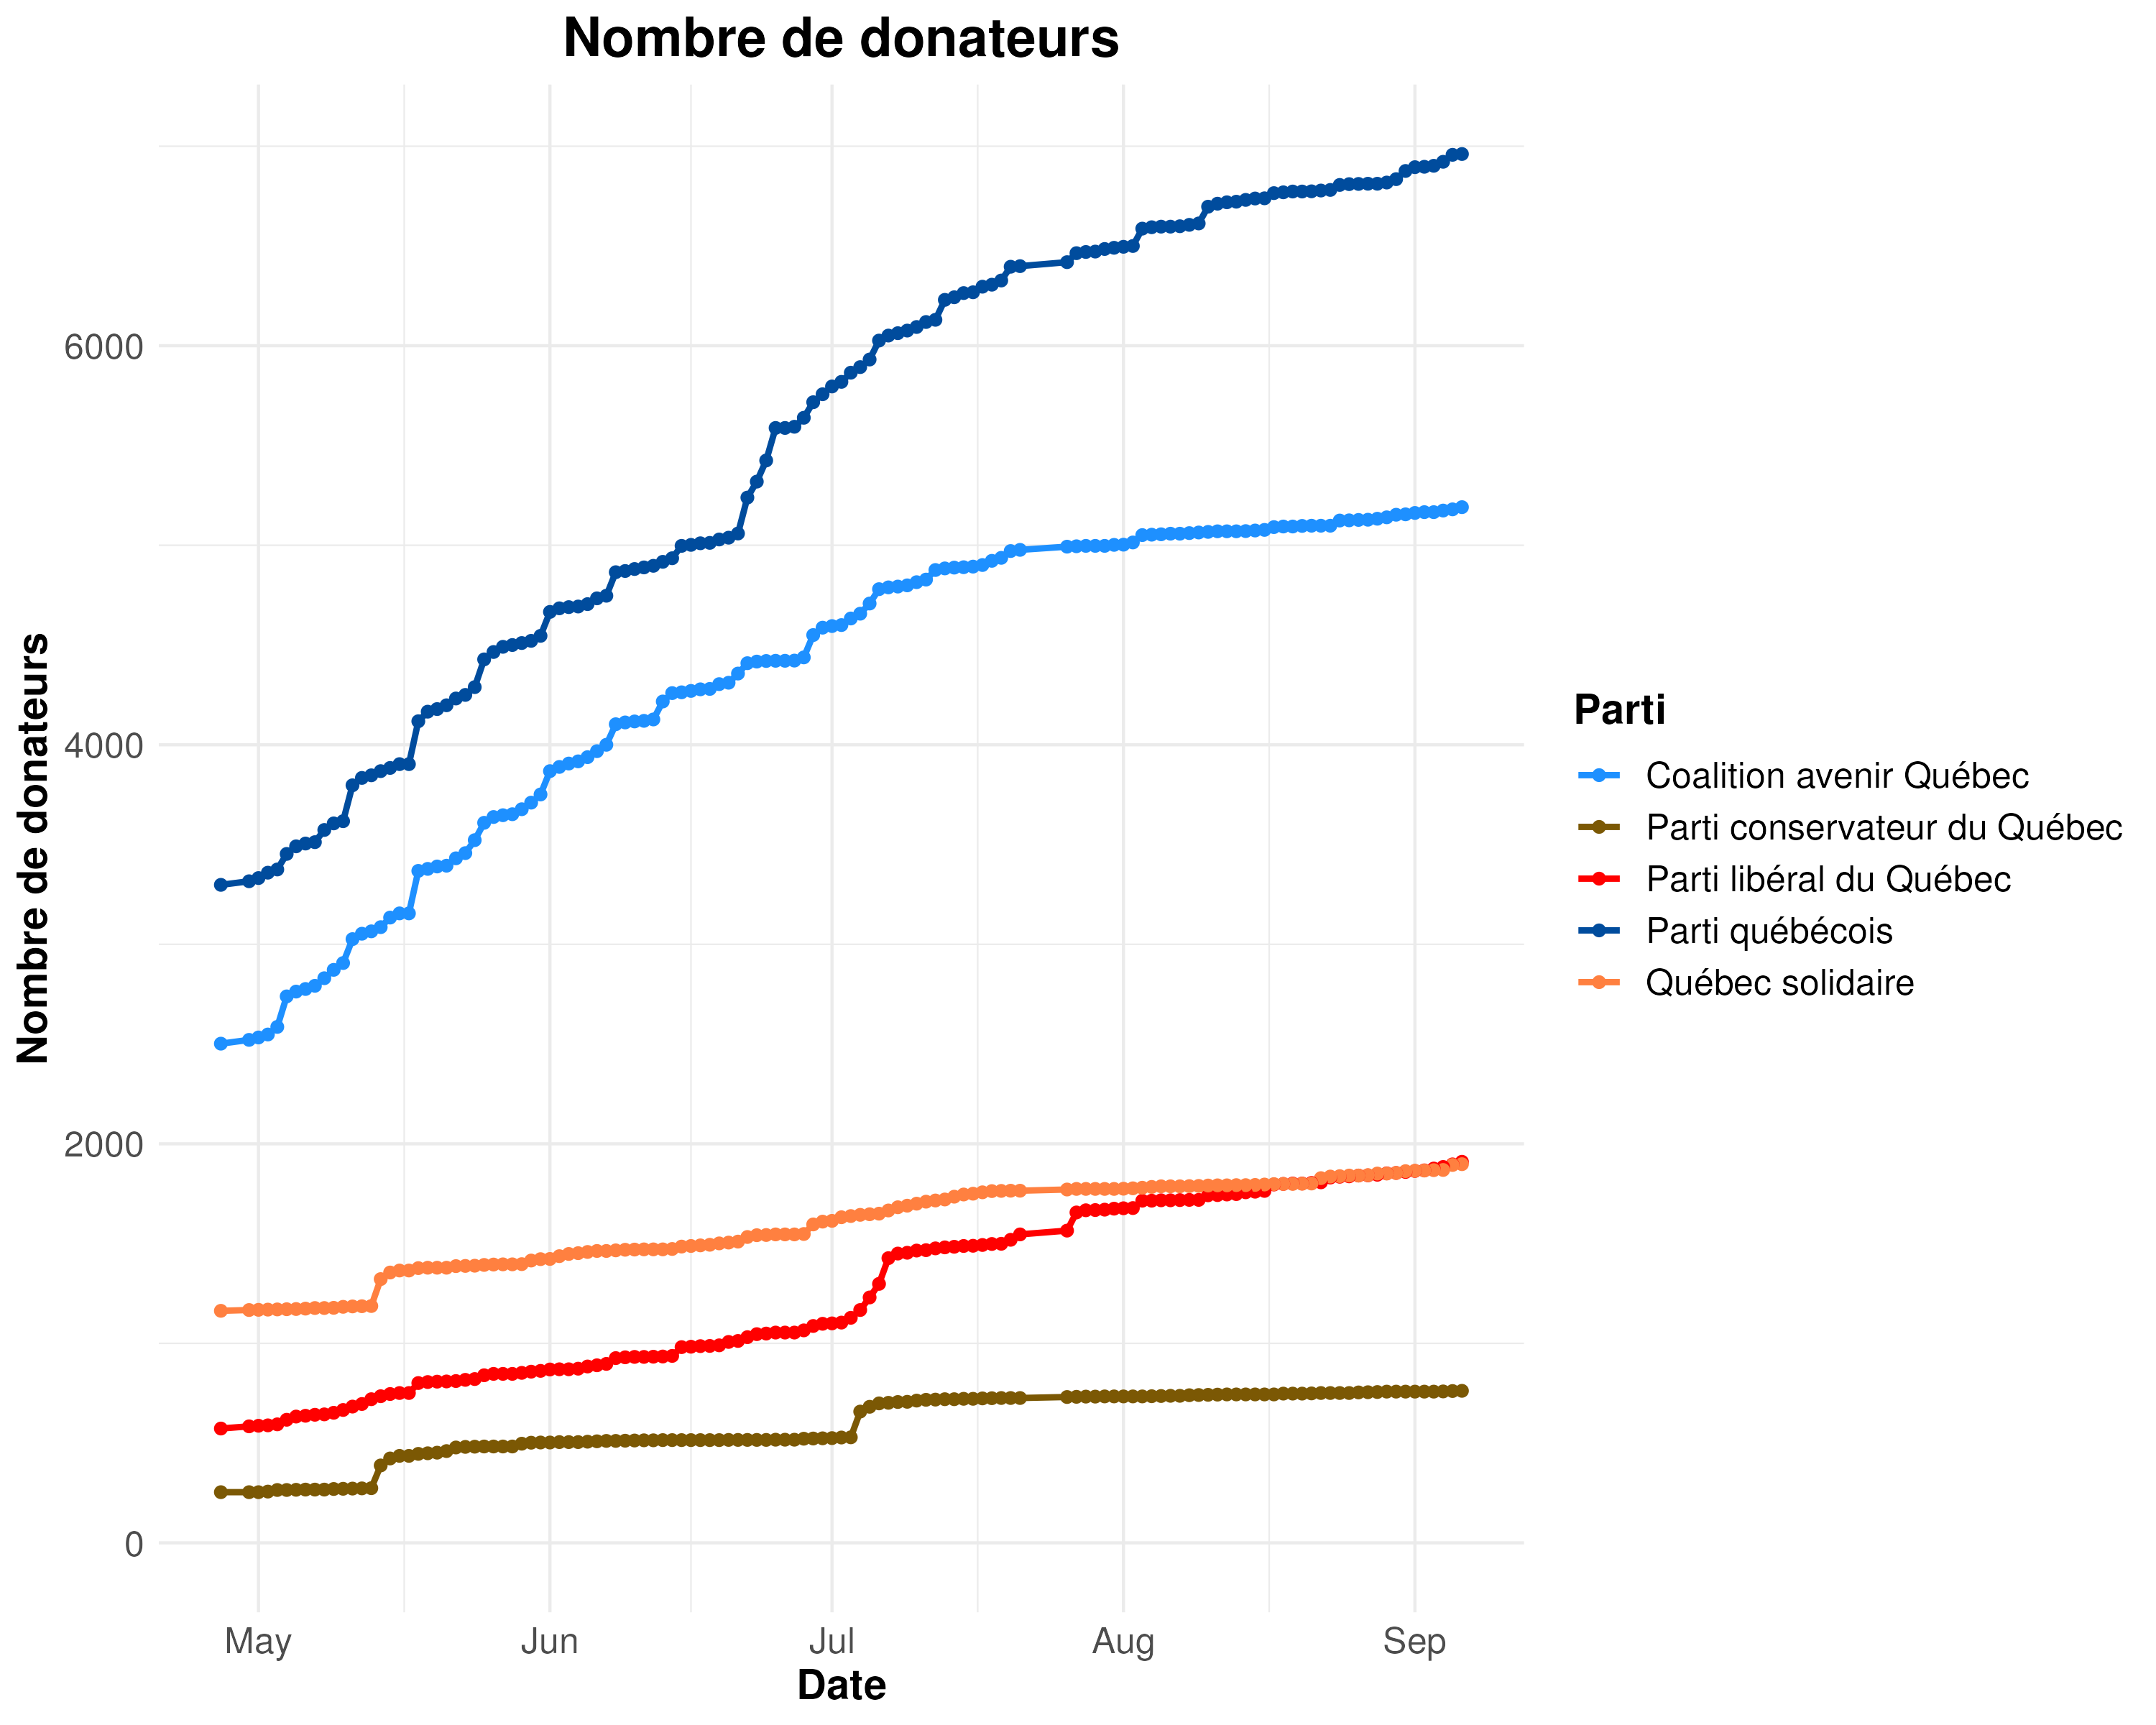 Nombre de donateurs
Nombre de donateurs
6000
4000
2000
0
May
Jun
Jul
Aug
Sep
Date
Parti
Coalition avenir Québec
Parti conservateur du Québec
Parti libéral du Québec
Parti québécois
Québec solidaire